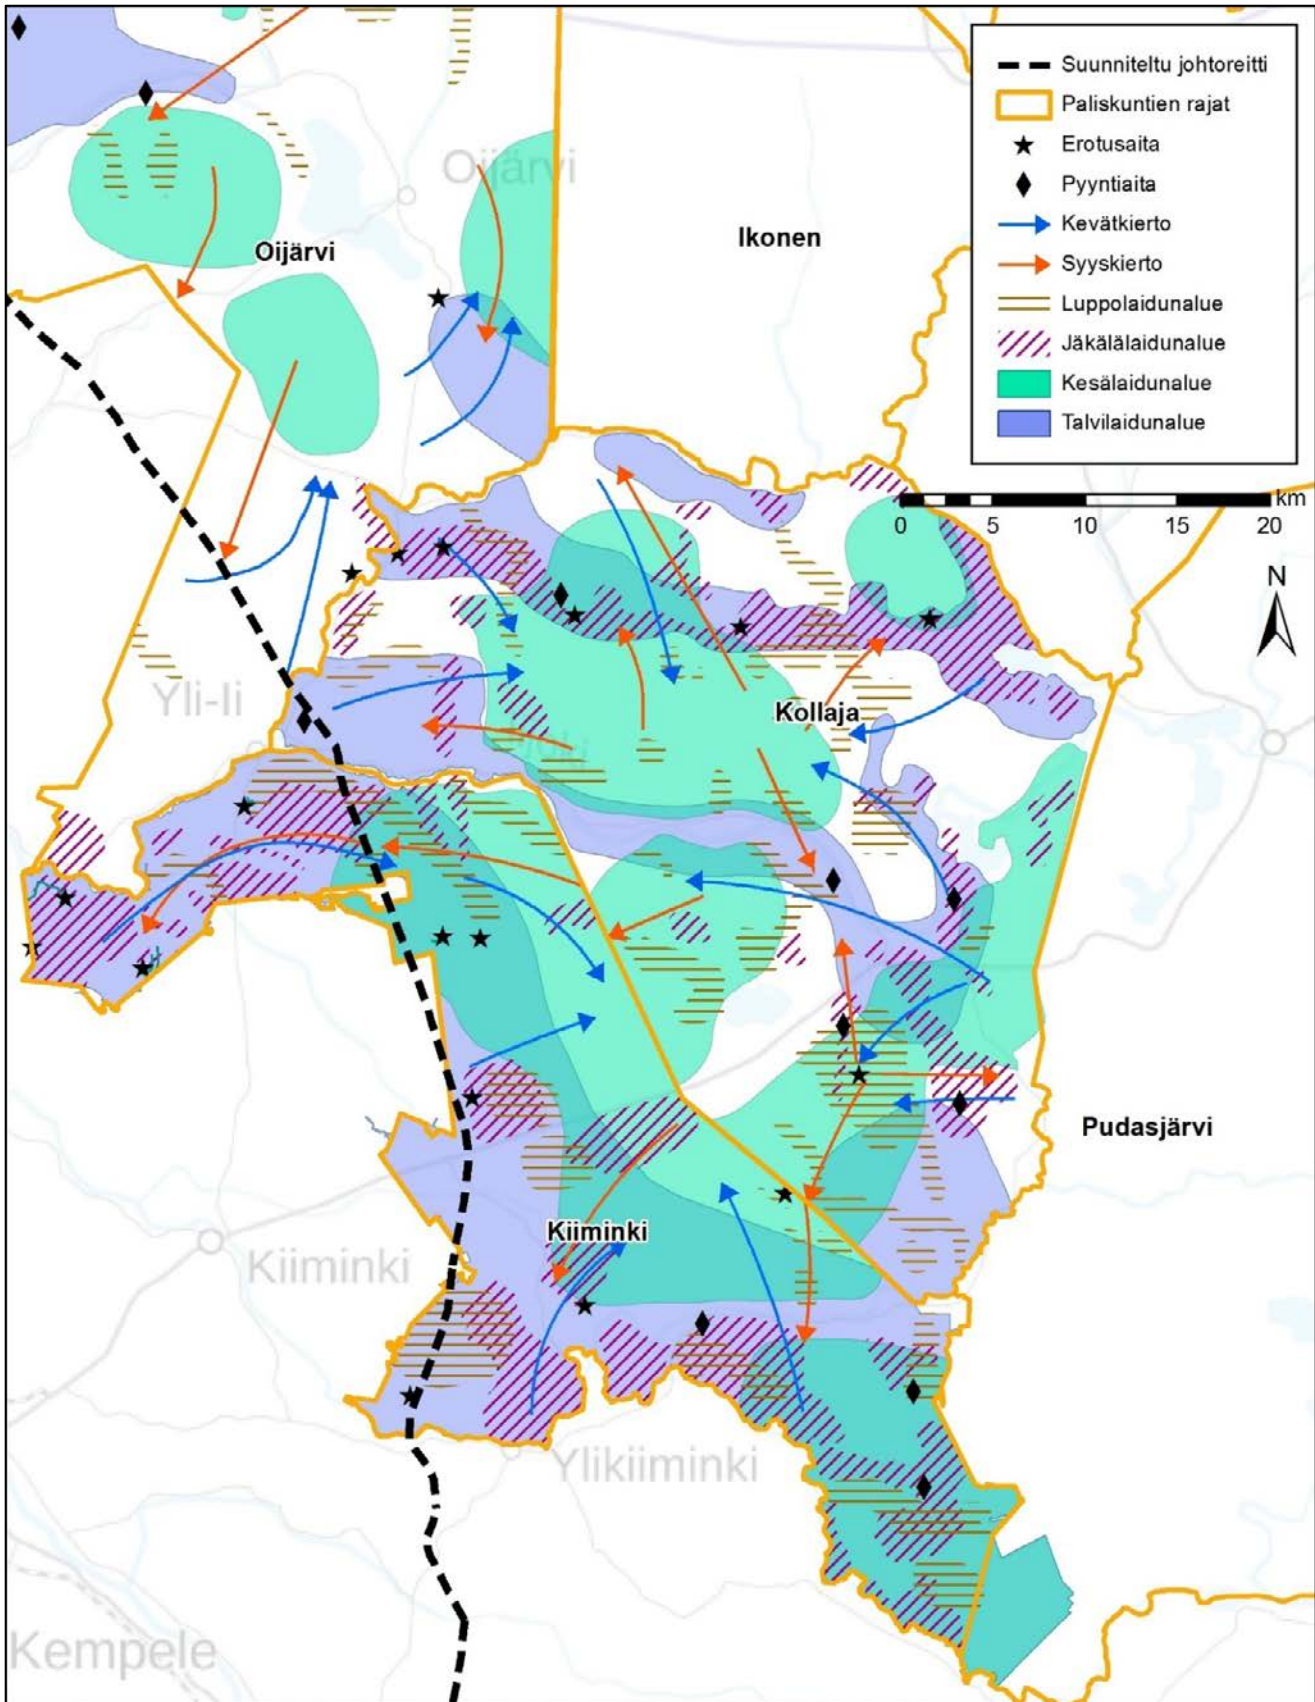 Suunniteltu johtoreitti
Paliskuntien rajat
Erotusaita
Pyyntiaita
Kevätkierto
Syyskierto
Luppolaidunalue
Jäkälälaidunalue
Kesälaidunalue
Talvilaidunalue
Oijärvi
Ikonen
Oijärvi
km
0 5 10 15 20
N
Yli-Ii
Kollaja
Pudasjärvi
Kiiminki
Kiiminki
Ylikiiminki
Kempele